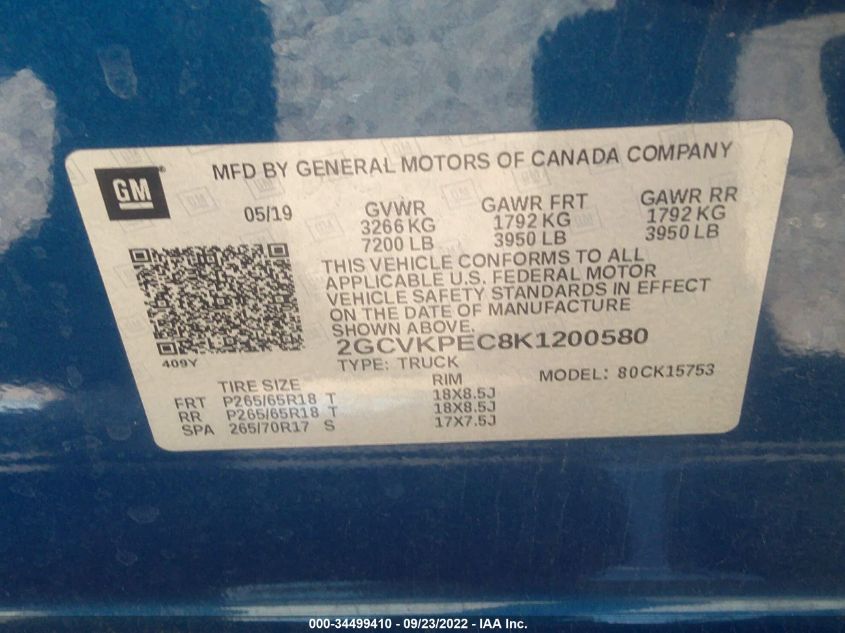 GM
MFD BY GENERAL MOTORS OF CANADA COMPANY
05/19 GVWR GAWR FRT GAWR RR
3266 KG 1792 KG 1792 KG
7200 LB 3950 LB 3950 LB
THIS VEHICLE CONFORMS TO ALL
APPLICABLE U.S. FEDERAL MOTOR
VEHICLE SAFETY STANDARDS IN EFFECT
ON THE DATE OF MANUFACTURE
SHOWN ABOVE.
2GCVKPEC8K1200580
409Y
TYPE: TRUCK MODEL: 80CK15753
TIRE SIZE RIM
FRT P265/65R18 T 18X8.5J
RR P265/65R18 T 18X8.5J
SPA 265/70R17 S 17X7.5J
000-34499410 - 09/23/2022 - IAA Inc.